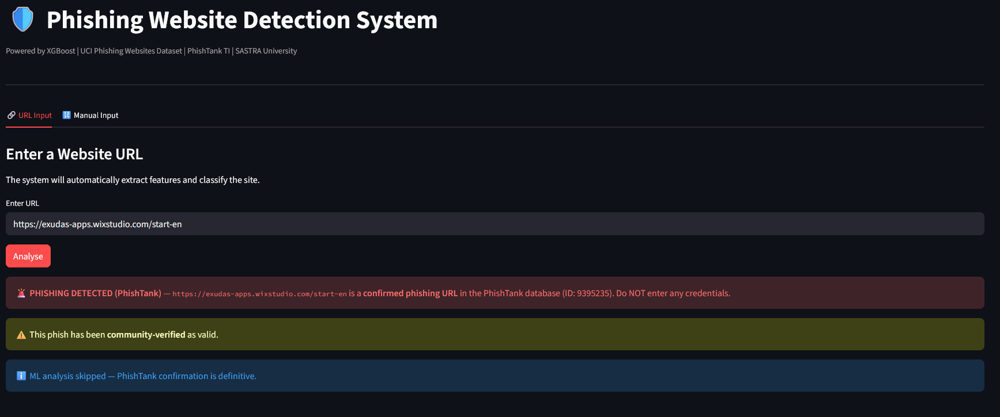 Phishing Website Detection System
Powered by XGBoost | UCI Phishing Websites Dataset | PhishTank TI | SASTRA University
URL Input
Manual Input
Enter a Website URL
The system will automatically extract features and classify the site.
Enter URL
https://exudas-apps.wixstudio.com/start-en
Analyse
PHISHING DETECTED (PhishTank) — https://exudas-apps.wixstudio.com/start-en is a confirmed phishing URL in the PhishTank database (ID: 9395235). Do NOT enter any credentials.
This phish has been community-verified as valid.
ML analysis skipped — PhishTank confirmation is definitive.